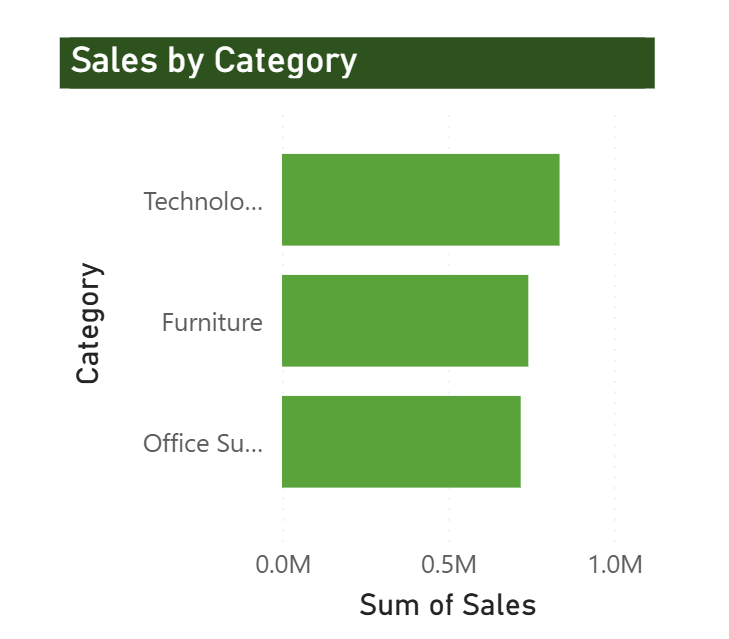 Sales by Category
Technolo...
Furniture
Office Su...
Category
0.0M 0.5M 1.0M
Sum of Sales